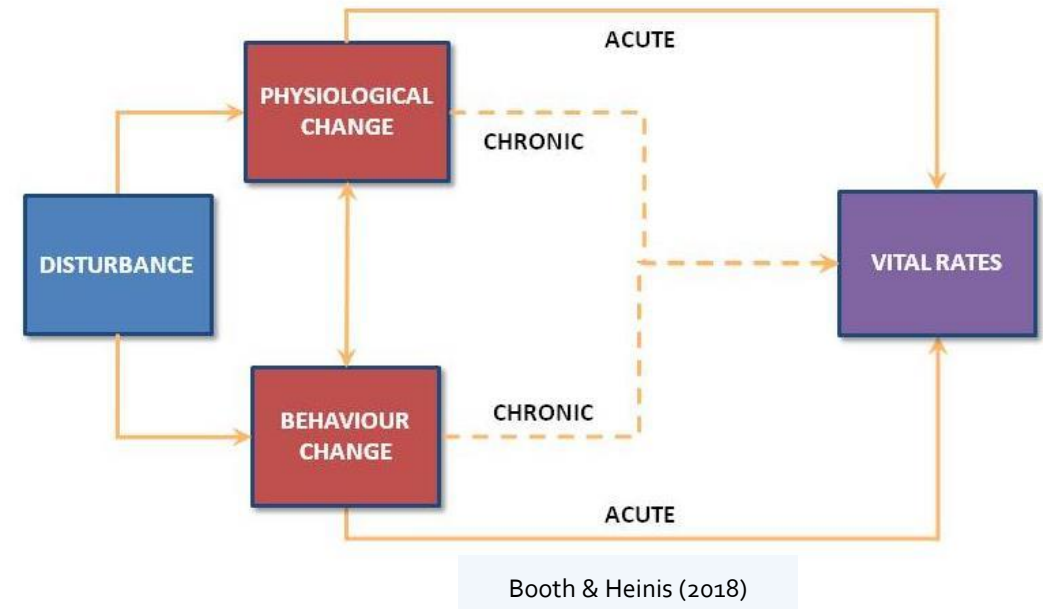 ACUTE
PHYSIOLOGICAL
CHANGE
CHRONIC
DISTURBANCE
VITAL RATES
BEHAVIOUR
CHANGE
CHRONIC
ACUTE
Booth & Heinis (2018)